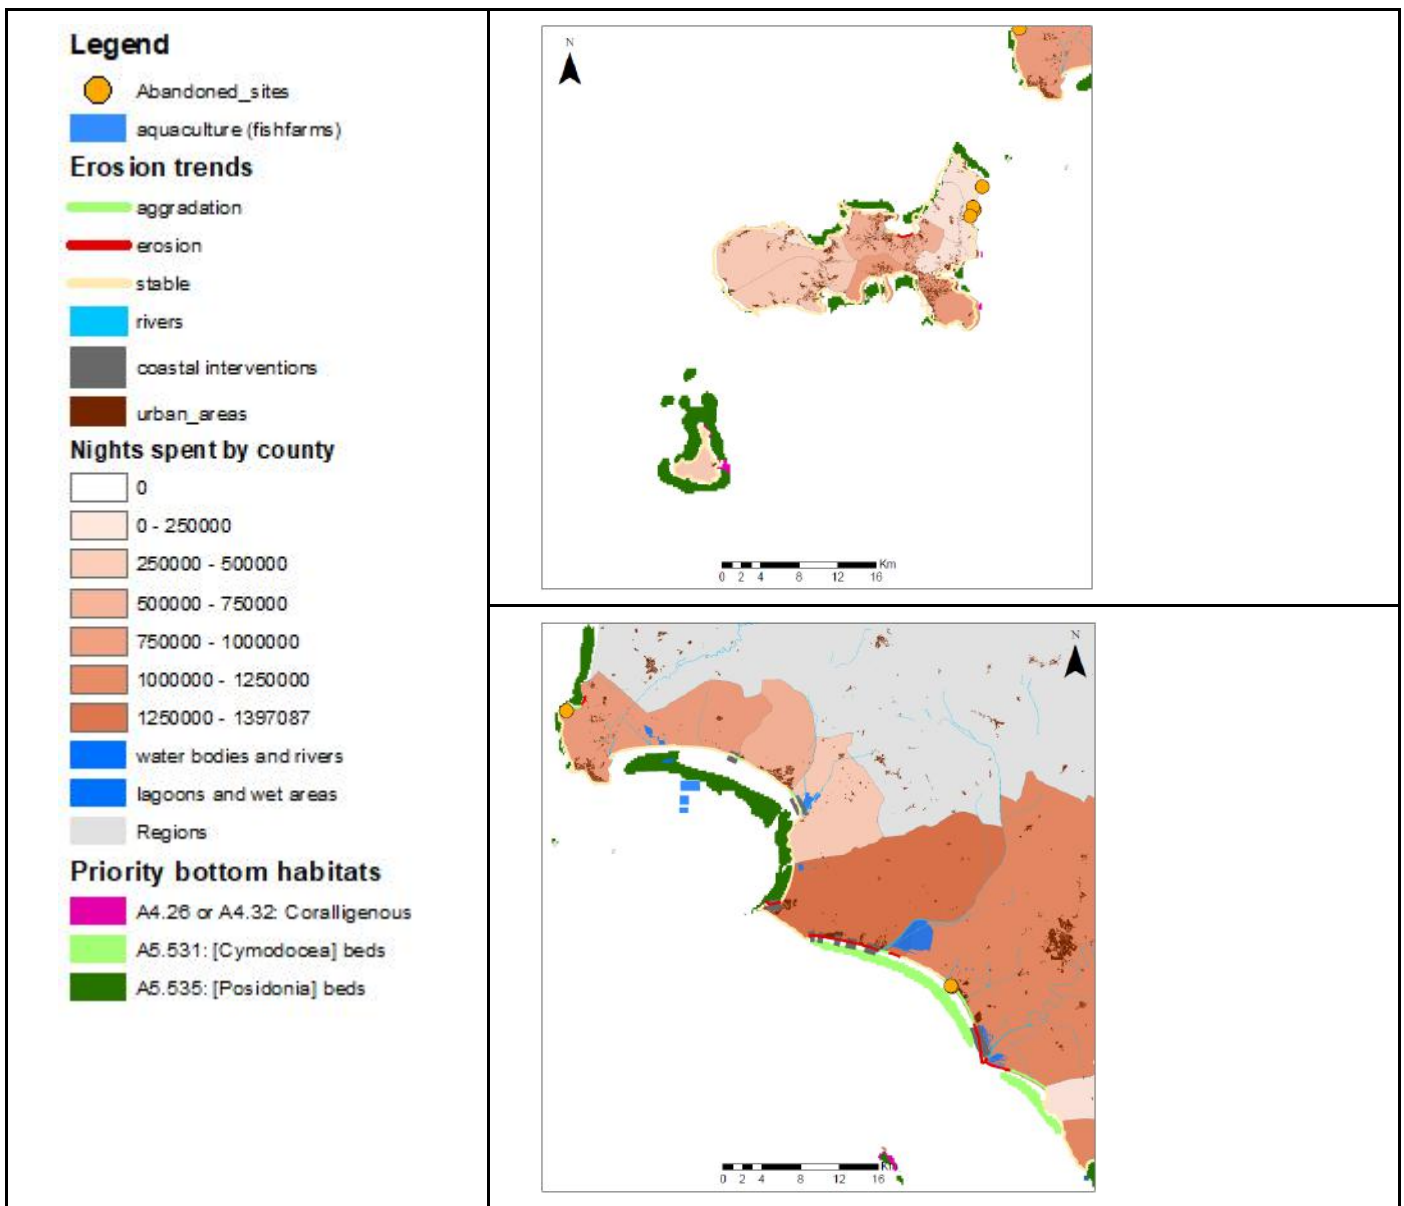 Legend
Abandoned_sites
aquaculture (fishfarms)
Erosion trends
aggradation
erosion
stable
rivers
coastal interventions
urban_areas
Nights spent by county
0
0 - 250000
250000 - 500000
500000 - 750000
750000 - 1000000
1000000 - 1250000
1250000 - 1397087
water bodies and rivers
lagoons and wet areas
Regions
Priority bottom habitats
A4.26 or A4.32: Coralligenous
A5.531: [Cymodocea] beds
A5.535: [Posidonia] beds
N
Km
0 2 4 8 12 16
N
Km
0 2 4 8 12 16